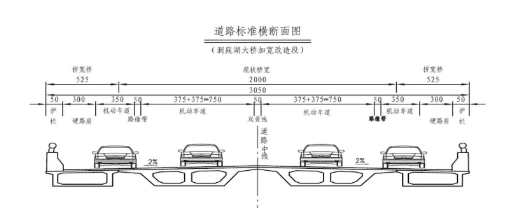 道路标准横断面图
(洞庭湖大桥加宽改造段)
拼宽桥 现状桥宽 拼宽桥
525 2000 525
3050
50 300 350 50 375+375=750 50 375+375=750 50 350 300 50
护栏 硬路肩 机动车道 路缘带 机动车道 双黄线 机动车道 路缘带 机动车道 硬路肩 护栏
道路中线
2% 2%